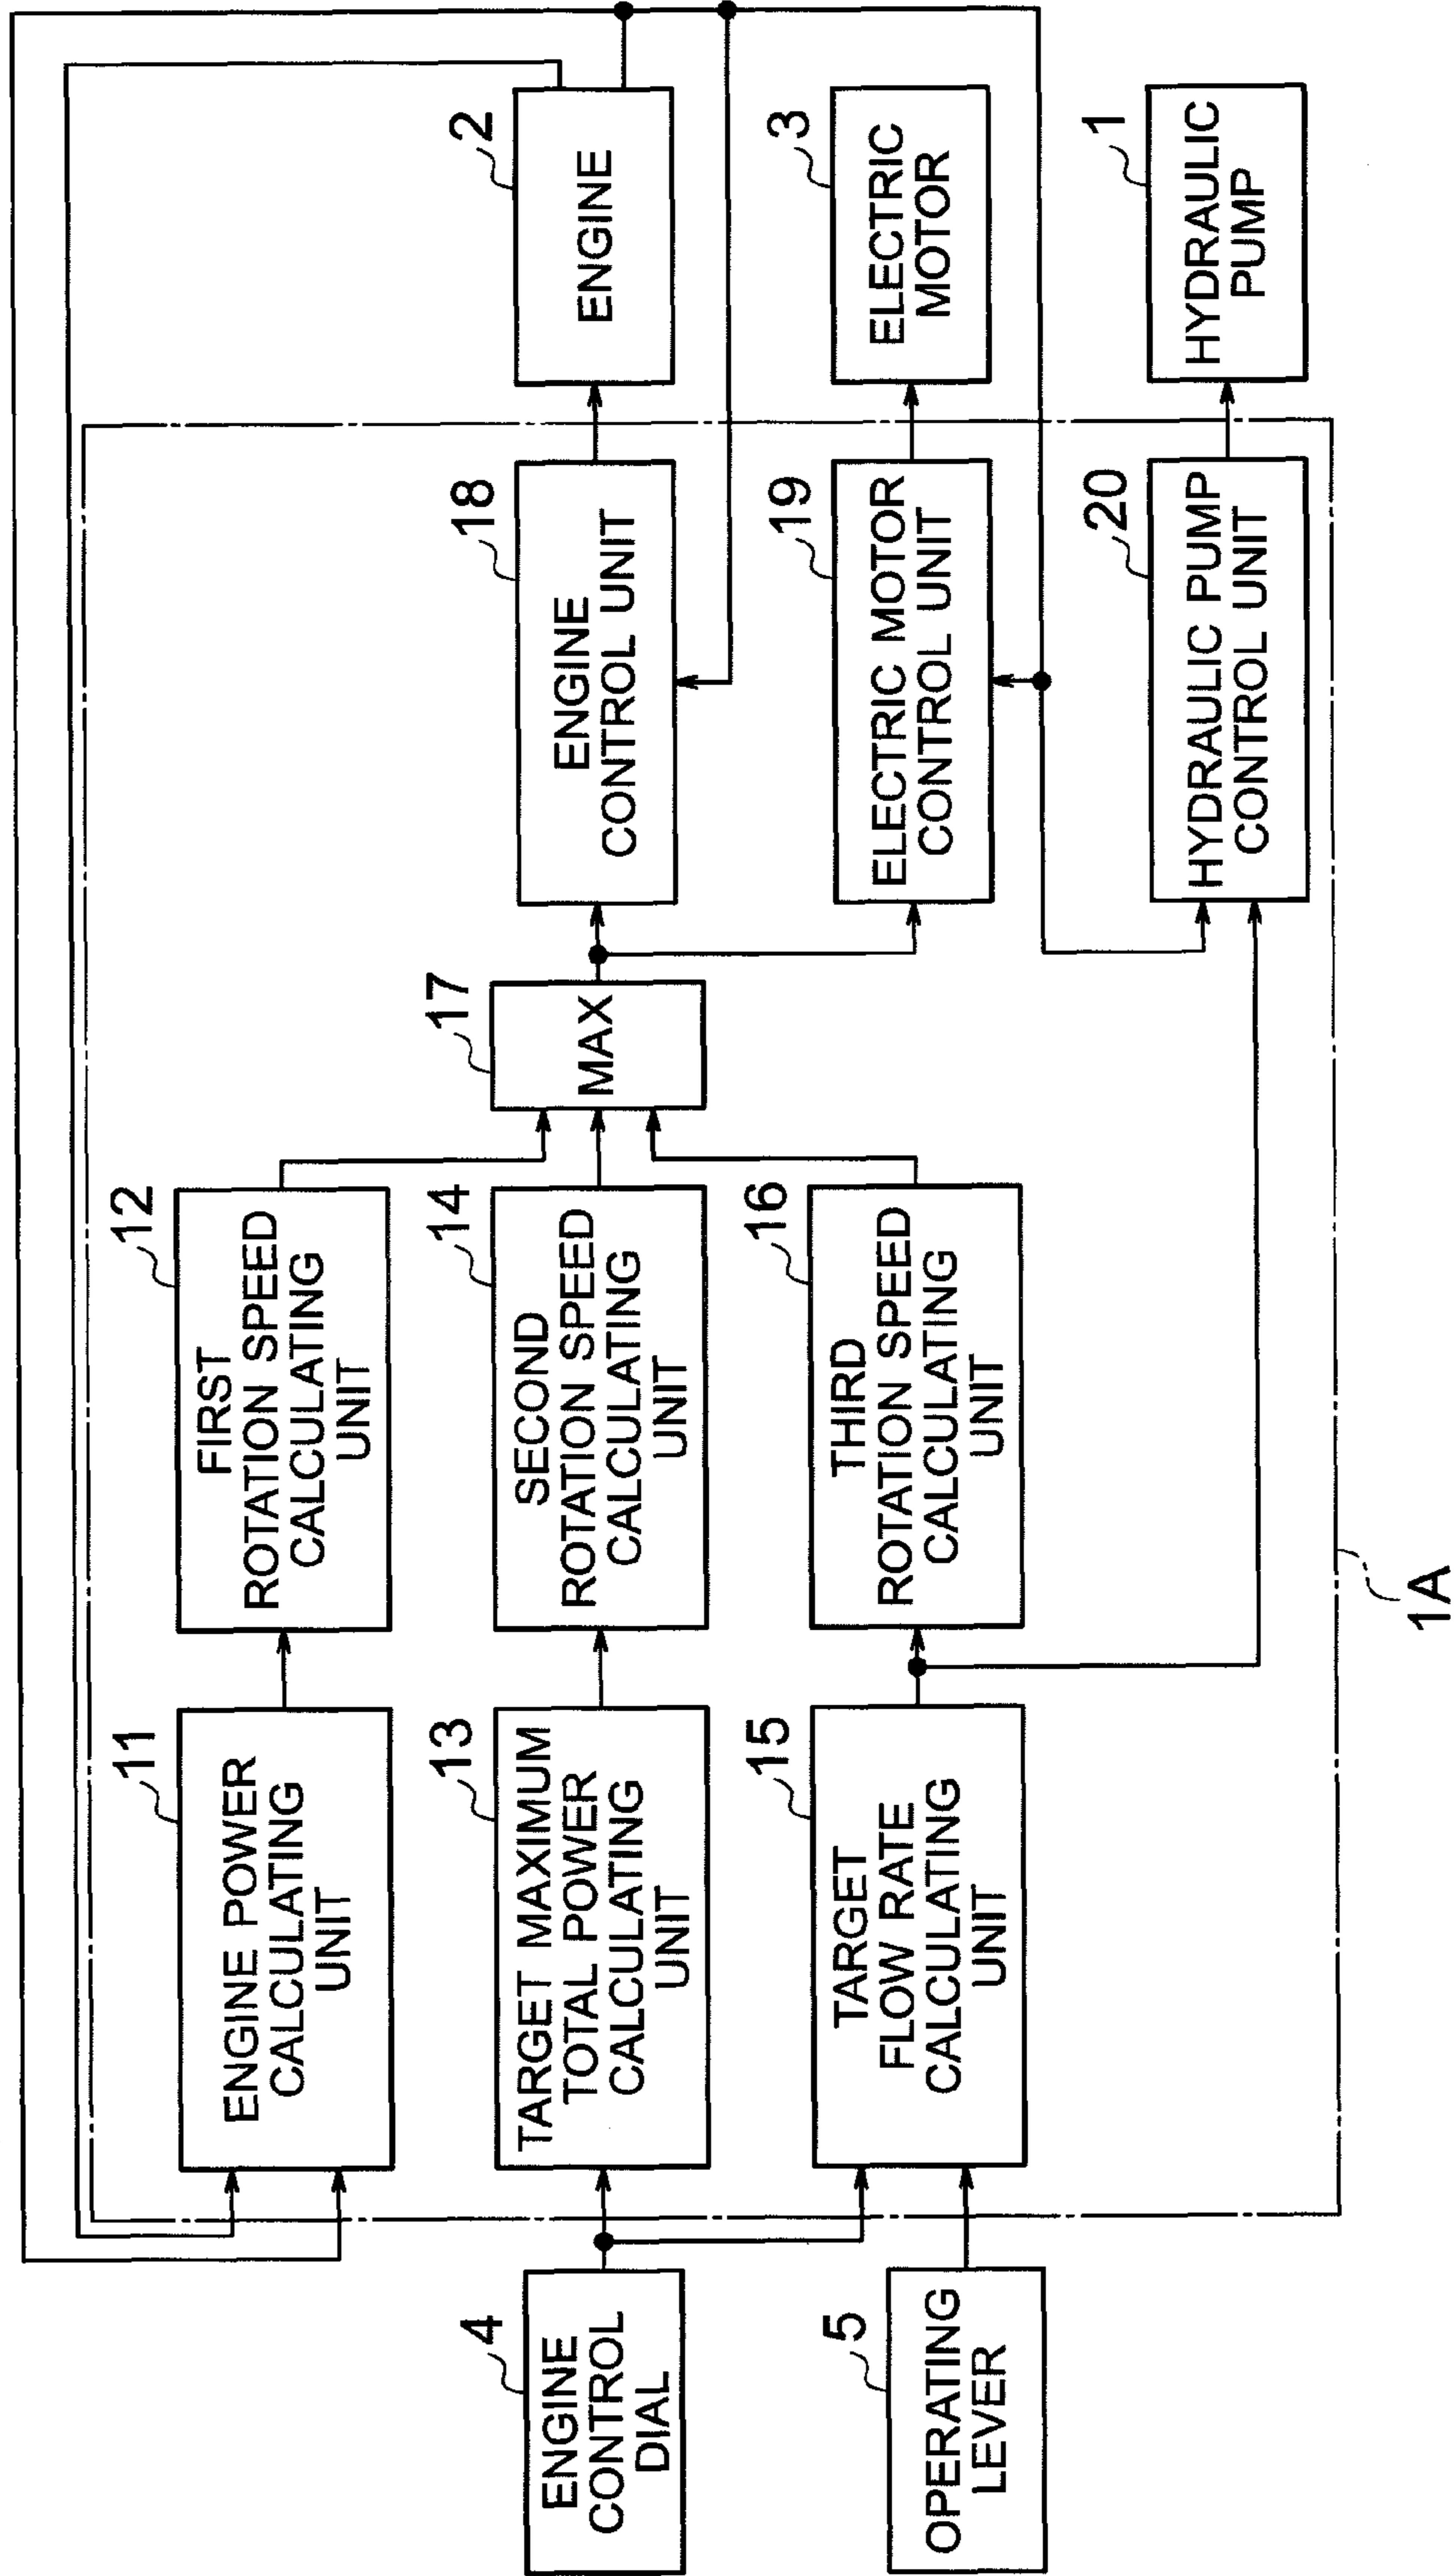 4
ENGINE
CONTROL
DIAL
5
OPERATING
LEVER
11
ENGINE POWER
CALCULATING
UNIT
13
TARGET MAXIMUM
TOTAL POWER
CALCULATING
UNIT
15
TARGET
FLOW RATE
CALCULATING
UNIT
12
FIRST
ROTATION SPEED
CALCULATING
UNIT
14
SECOND
ROTATION SPEED
CALCULATING
UNIT
16
THIRD
ROTATION SPEED
CALCULATING
UNIT
17
MAX
18
ENGINE
CONTROL UNIT
19
ELECTRIC MOTOR
CONTROL UNIT
20
HYDRAULIC PUMP
CONTROL UNIT
2
ENGINE
3
ELECTRIC
MOTOR
1
HYDRAULIC
PUMP
1A